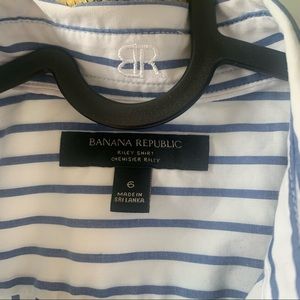 BR
BANANA REPUBLIC
RILEY SHIRT
CHEMISIER RILEY
6
MADE IN
SRI LANKA